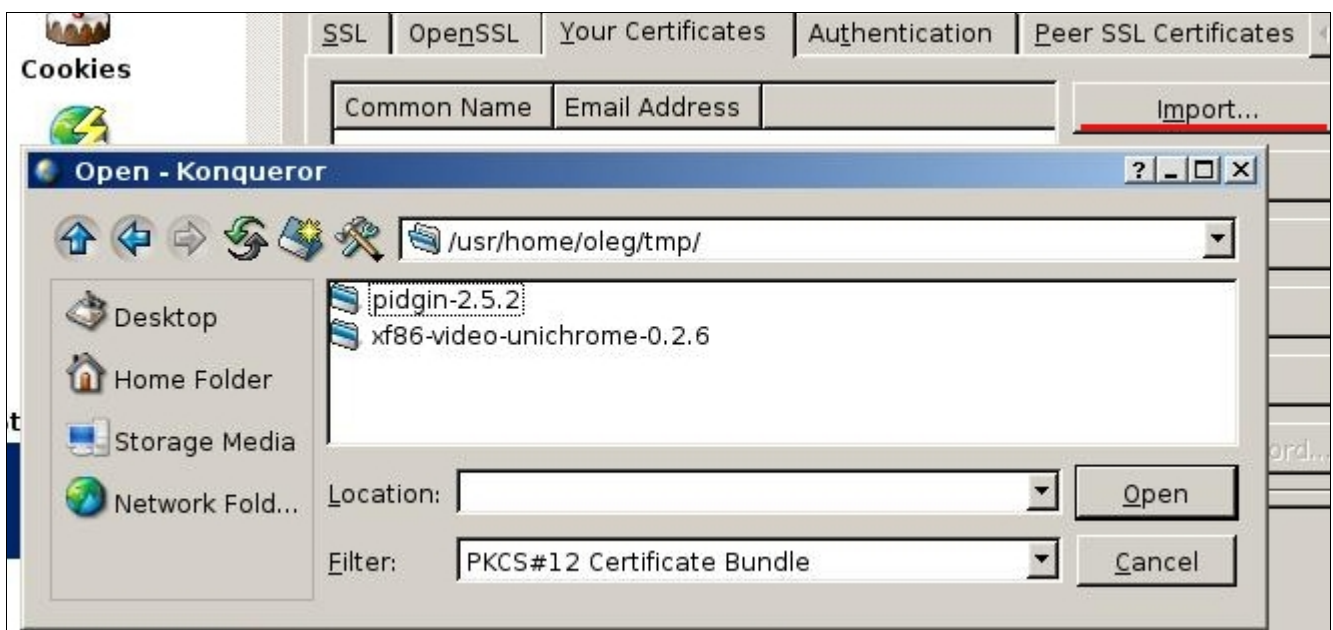 Cookies
SSL OpenSSL Your Certificates Authentication Peer SSL Certificates
Common Name Email Address
Import...
Open - Konqueror
/usr/home/oleg/tmp/
Desktop
Home Folder
Storage Media
Network Fold...
pidgin-2.5.2
xf86-video-unichrome-0.2.6
Location:
Open
Filter: PKCS#12 Certificate Bundle
Cancel
ord...